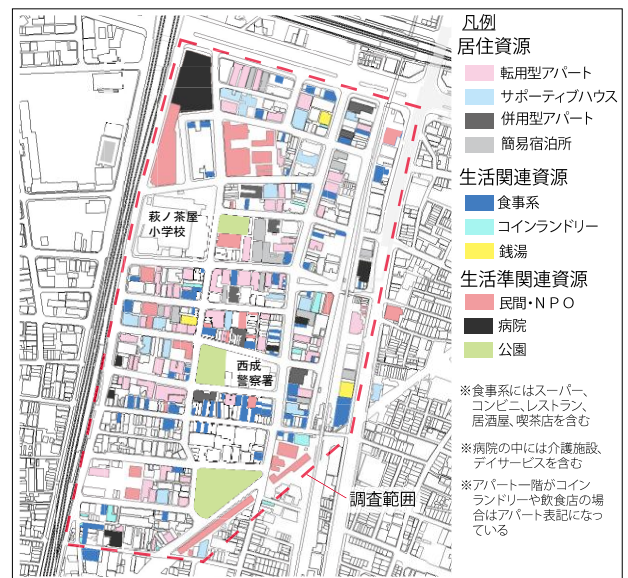 凡例
居住資源
転用型アパート
サポーティブハウス
併用型アパート
簡易宿泊所
生活関連資源
食事系
コインランドリー
銭湯
生活準関連資源
民間・ＮＰＯ
病院
公園
※食事系にはスーパー、
コンビニ、レストラン、
居酒屋、喫茶店を含む
※病院の中には介護施設、
デイサービスを含む
※アパート一階がコイン
ランドリーや飲食店の場
合はアパート表記になっ
ている
萩ノ茶屋
小学校
西成
警察署
調査範囲